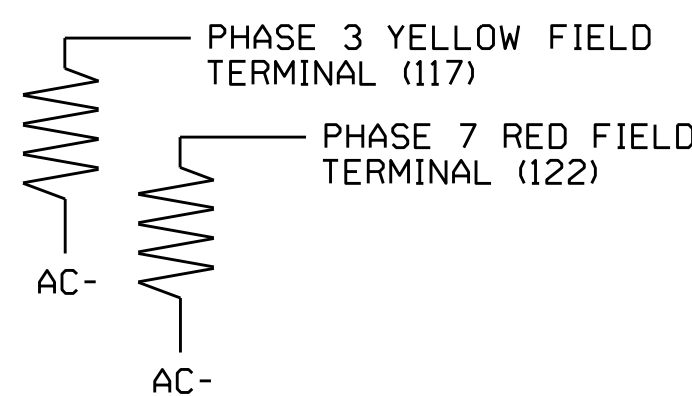 PHASE 3 YELLOW FIELD
TERMINAL (117)
PHASE 7 RED FIELD
TERMINAL (122)
AC-
AC-